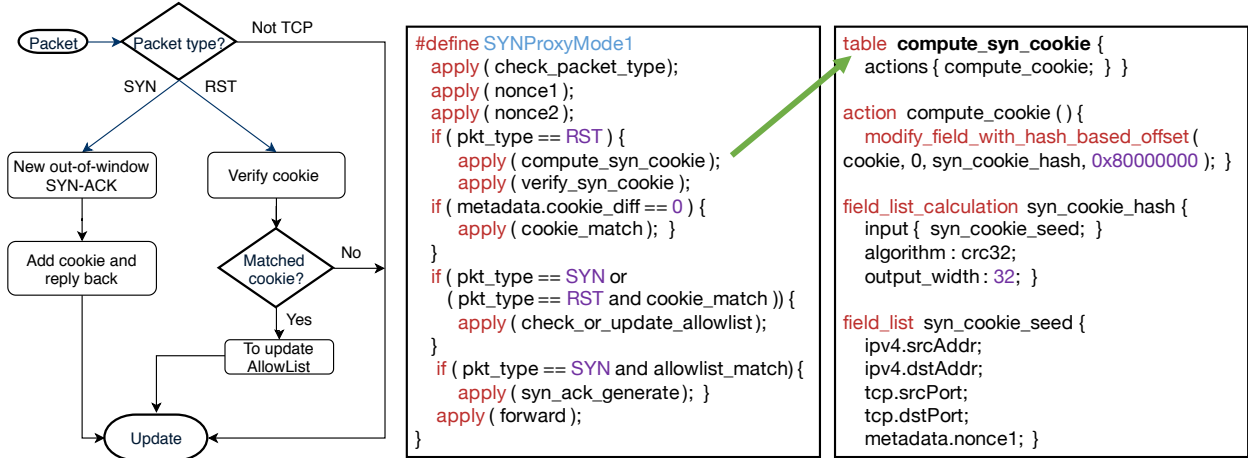 Packet
Packet type?
Not TCP
SYN
RST
New out-of-window
SYN-ACK
Verify cookie
Add cookie and
reply back
Matched
cookie?
No
Yes
To update
AllowList
Update
#define SYNProxyMode1
apply ( check_packet_type);
apply ( nonce1 );
apply ( nonce2 );
if ( pkt_type == RST ) {
apply ( compute_syn_cookie );
apply ( verify_syn_cookie );
if ( metadata.cookie_diff == 0 ) {
apply ( cookie_match ); }
}
if ( pkt_type == SYN or
( pkt_type == RST and cookie_match )) {
apply ( check_or_update_allowlist);
}
if ( pkt_type == SYN and allowlist_match) {
apply ( syn_ack_generate ); }
apply ( forward );
}
table compute_syn_cookie {
actions { compute_cookie; } }
action compute_cookie ( ) {
modify_field_with_hash_based_offset (
cookie, 0, syn_cookie_hash, 0x80000000 ); }
field_list_calculation syn_cookie_hash {
input { syn_cookie_seed; }
algorithm : crc32;
output_width : 32; }
field_list syn_cookie_seed {
ipv4.srcAddr;
ipv4.dstAddr;
tcp.srcPort;
tcp.dstPort;
metadata.nonce1; }